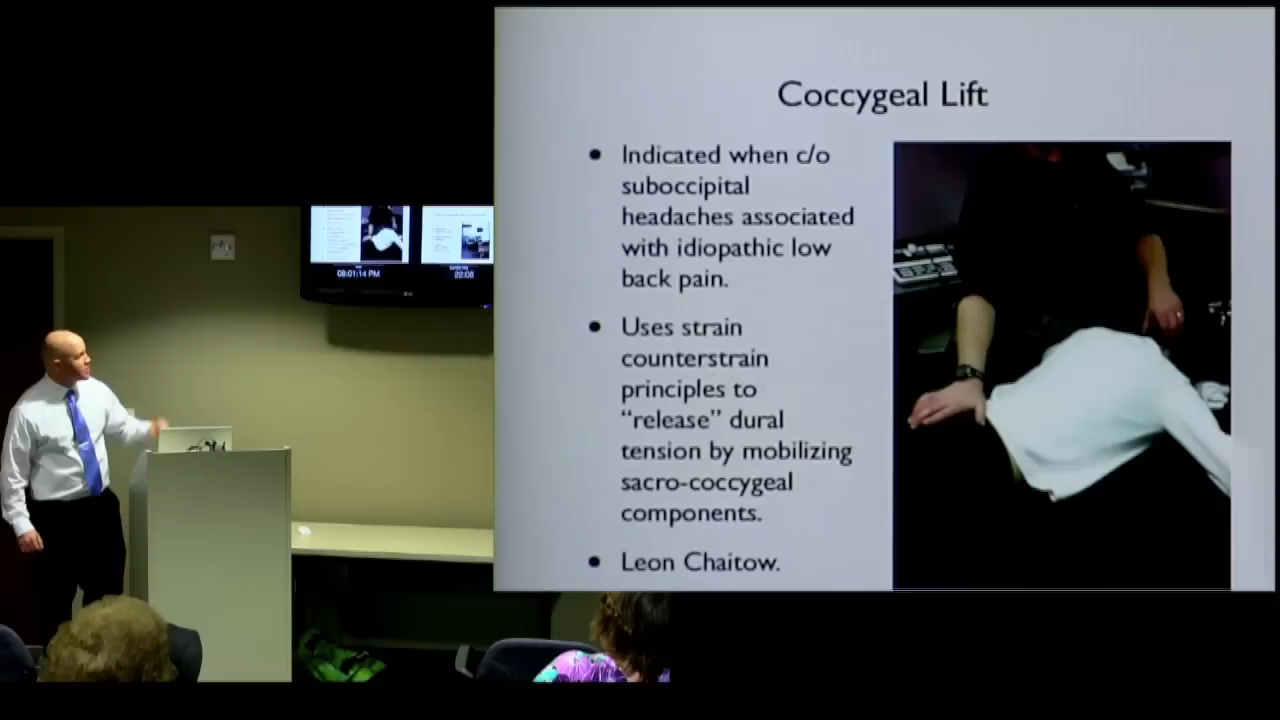 Coccygeal Lift
• Indicated when c/o
suboccipital
headaches associated
with idiopathic low
back pain.
• Uses strain
counterstrain
principles to
“release” dural
tension by mobilizing
sacro-coccygeal
components.
• Leon Chaitow.
08:01:14 PM
22:08
LG